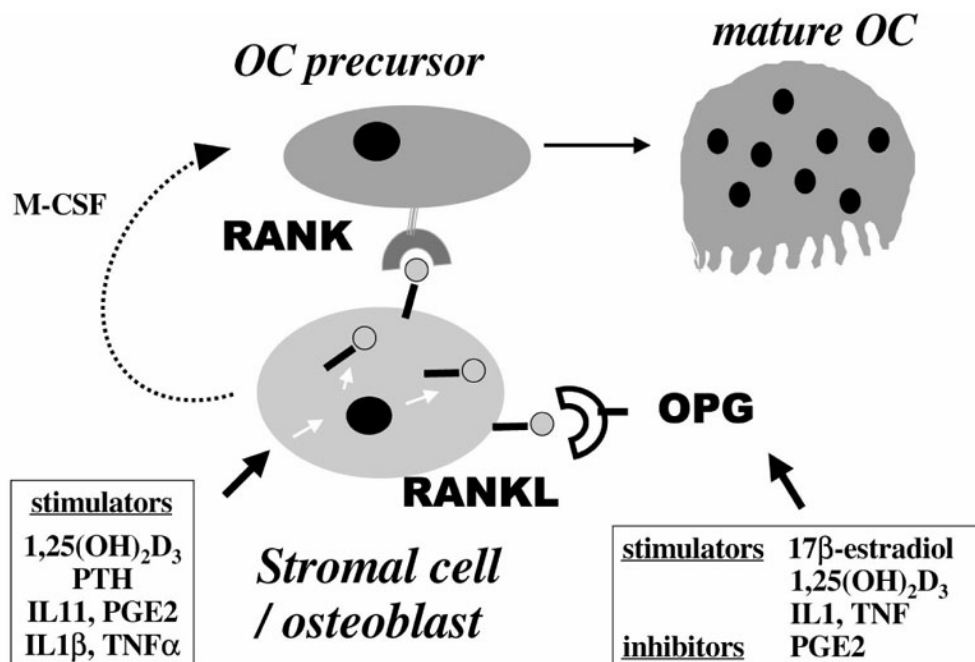 OC precursor
mature OC
M-CSF
RANK
OPG
RANKL
stimulators
1,25(OH)₂D₃
PTH
IL11, PGE2
IL1β, TNFα
Stromal cell
/ osteoblast
stimulators 17β-estradiol
1,25(OH)₂D₃
IL1, TNF
inhibitors PGE2